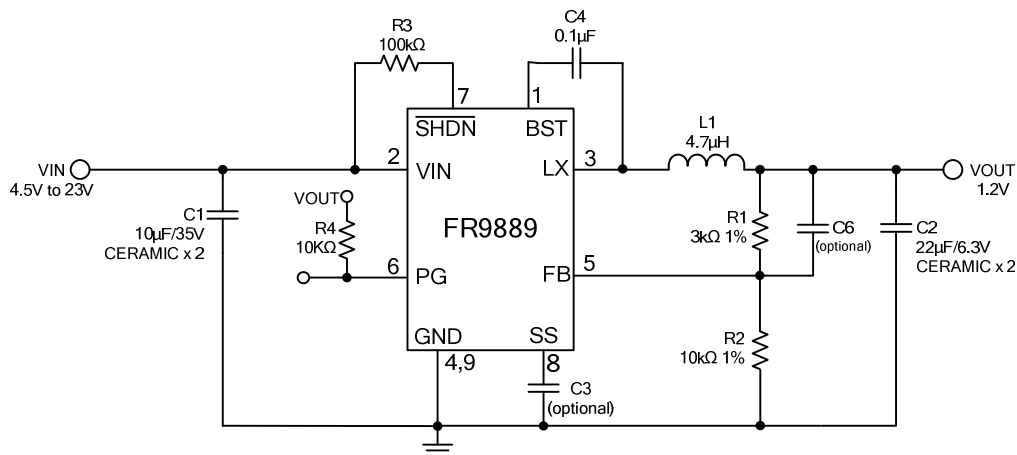 R3
100kΩ
C4
0.1µF
7
1
SHDN
BST
L1
4.7µH
VIN
4.5V to 23V
2
VIN
LX
3
VOUT
1.2V
C1
10µF/35V
CERAMIC x 2
VOUT
R4
10KΩ
FR9889
R1
3kΩ 1%
C6
(optional)
C2
22µF/6.3V
CERAMIC x 2
6
PG
FB
5
GND
SS
4,9
8
R2
10kΩ 1%
C3
(optional)